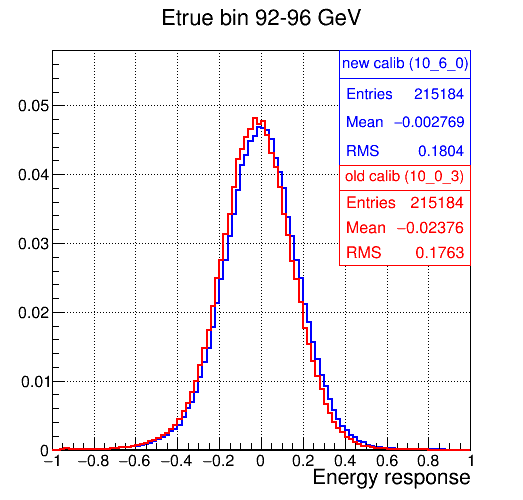 Etrue bin 92-96 GeV
new calib (10_6_0)
Entries 215184
Mean −0.002769
RMS 0.1804
old calib (10_0_3)
Entries 215184
Mean −0.02376
RMS 0.1763
0.05
0.04
0.03
0.02
0.01
0
−1 −0.8 −0.6 −0.4 −0.2 0 0.2 0.4 0.6 0.8 1
Energy response